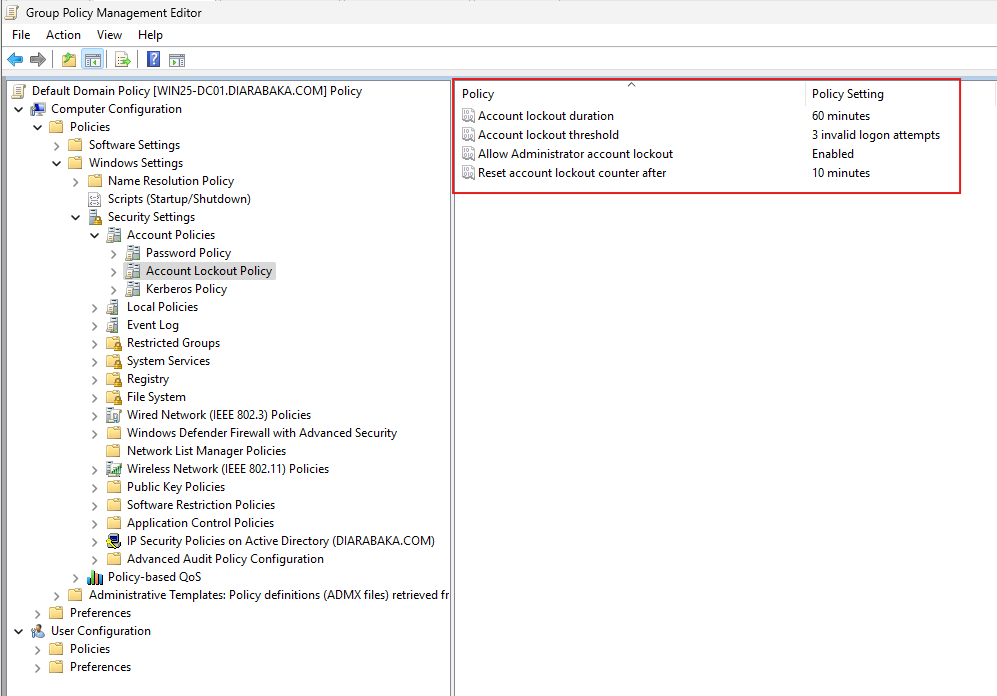 Group Policy Management Editor
File Action View Help
Default Domain Policy [WIN25-DC01.DIARABAKA.COM] Policy
Computer Configuration
Policies
Software Settings
Windows Settings
Name Resolution Policy
Scripts (Startup/Shutdown)
Security Settings
Account Policies
Password Policy
Account Lockout Policy
Kerberos Policy
Local Policies
Event Log
Restricted Groups
System Services
Registry
File System
Wired Network (IEEE 802.3) Policies
Windows Defender Firewall with Advanced Security
Network List Manager Policies
Wireless Network (IEEE 802.11) Policies
Public Key Policies
Software Restriction Policies
Application Control Policies
IP Security Policies on Active Directory (DIARABAKA.COM)
Advanced Audit Policy Configuration
Policy-based QoS
Administrative Templates: Policy definitions (ADMX files) retrieved fr
Preferences
User Configuration
Policies
Preferences
Policy Policy Setting
Account lockout duration 60 minutes
Account lockout threshold 3 invalid logon attempts
Allow Administrator account lockout Enabled
Reset account lockout counter after 10 minutes